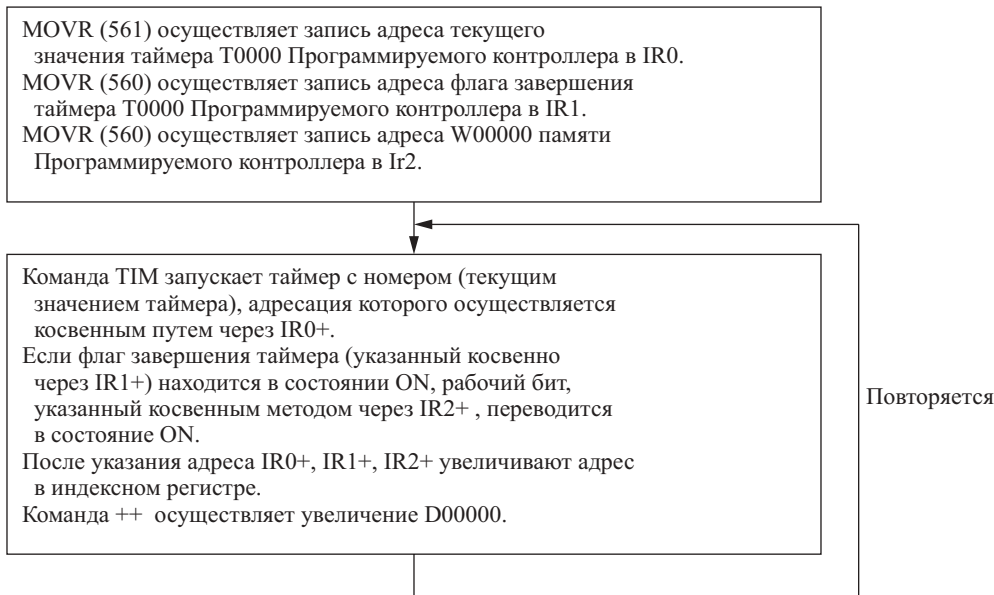 MOVR (561) осуществляет запись адреса текущего
значения таймера T0000 Программируемого контроллера в IR0.
MOVR (560) осуществляет запись адреса флага завершения
таймера T0000 Программируемого контроллера в IR1.
MOVR (560) осуществляет запись адреса W00000 памяти
Программируемого контроллера в Ir2.
Команда TIM запускает таймер с номером (текущим
значением таймера), адресация которого осуществляется
косвенным путем через IR0+.
Если флаг завершения таймера (указанный косвенно
через IR1+) находится в состоянии ON, рабочий бит,
указанный косвенным методом через IR2+ , переводится
в состояние ON.
После указания адреса IR0+, IR1+, IR2+ увеличивают адрес
в индексном регистре.
Команда ++ осуществляет увеличение D00000.
Повторяется